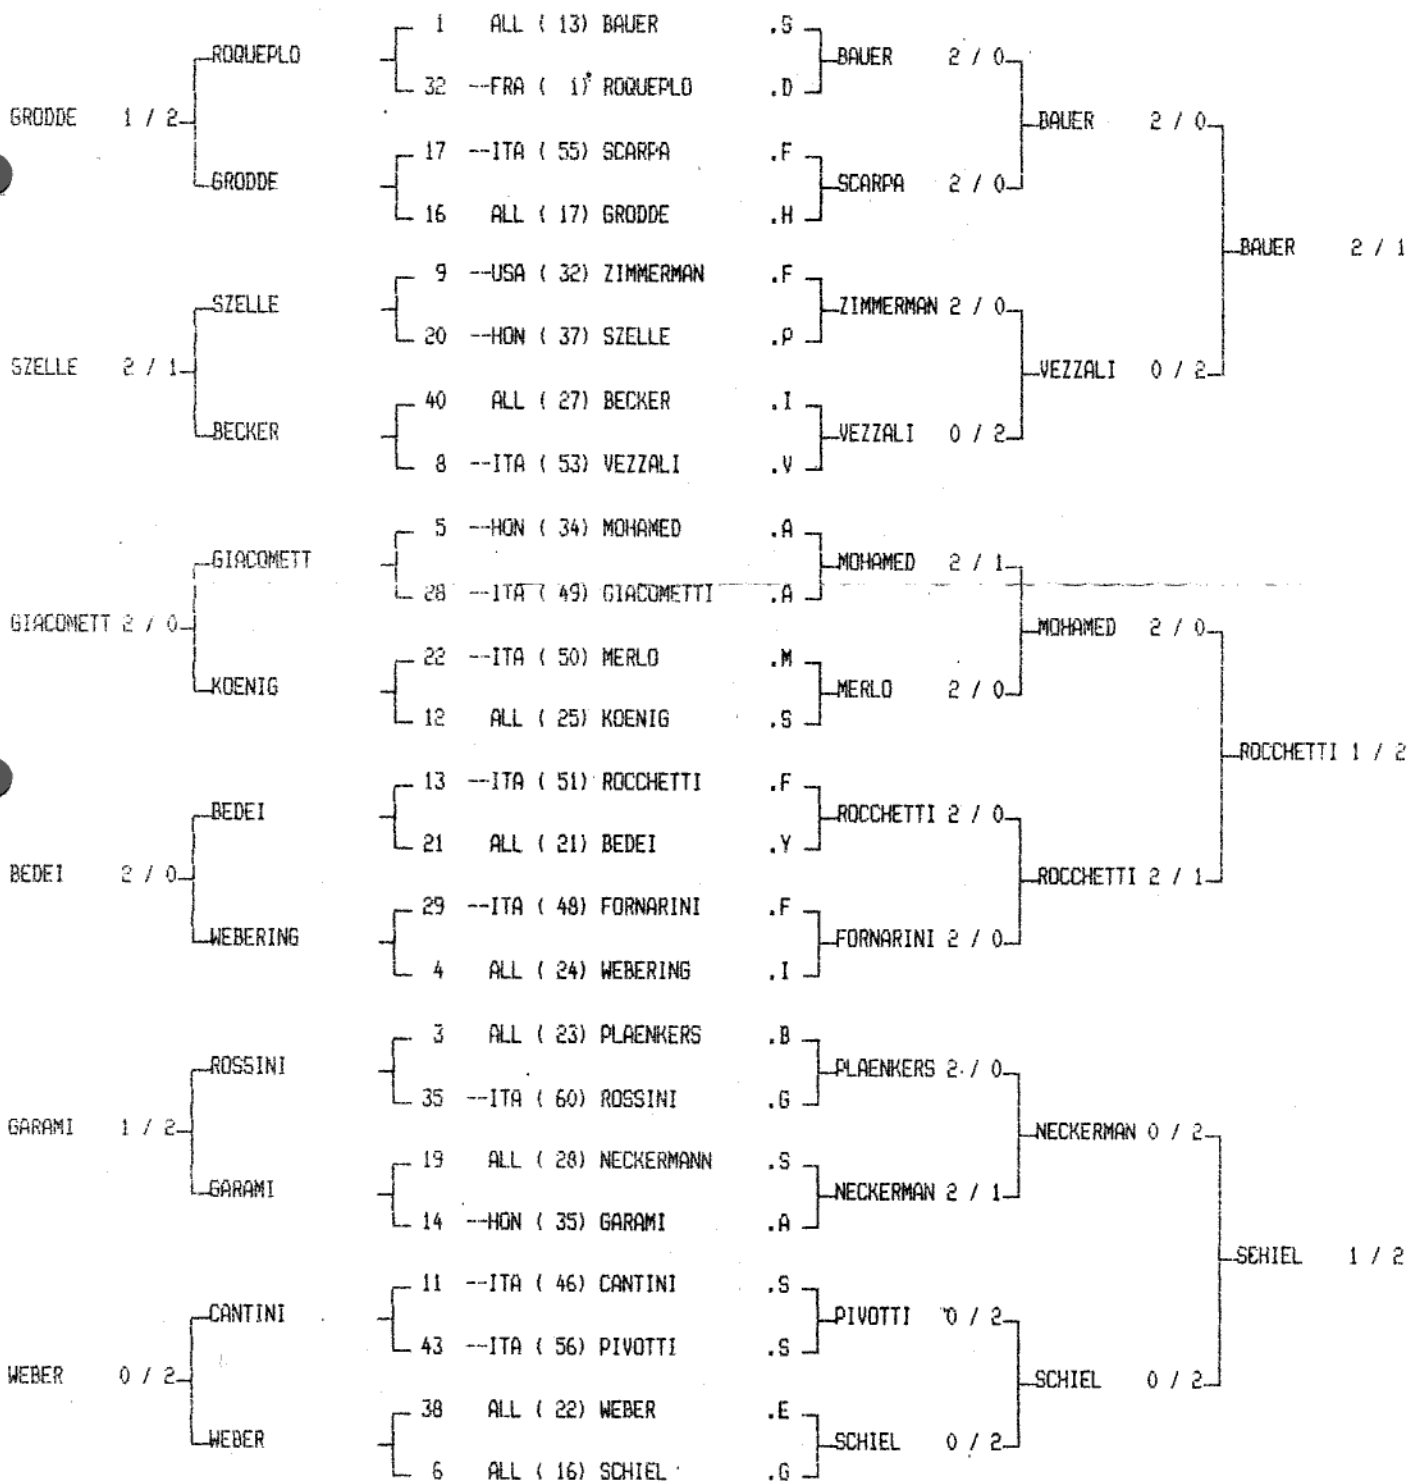 1 ALL ( 13) BAUER .S
ROQUEPLO BAUER 2 / 0
32 --FRA ( 1) ROQUEPLO .D
GRODDE 1 / 2 BAUER 2 / 0
17 --ITA ( 55) SCARPA .F
GRODDE SCARPA 2 / 0
16 ALL ( 17) GRODDE .H
BAUER 2 / 1
9 --USA ( 32) ZIMMERMAN .F
SZELLE ZIMMERMAN 2 / 0
20 --HON ( 37) SZELLE .P
SZELLE 2 / 1 VEZZALI 0 / 2
40 ALL ( 27) BECKER .I
BECKER VEZZALI 0 / 2
8 --ITA ( 53) VEZZALI .V
5 --HON ( 34) MOHAMED .A
GIACOMETT MOHAMED 2 / 1
28 --ITA ( 49) GIACOMETTI .A
GIACOMETT 2 / 0 MOHAMED 2 / 0
22 --ITA ( 50) MERLO .M
KOENIG MERLO 2 / 0
12 ALL ( 25) KOENIG .S
ROCCHETTI 1 / 2
13 --ITA ( 51) ROCCHETTI .F
BEDEI ROCCHETTI 2 / 0
21 ALL ( 21) BEDEI .Y
BEDEI 2 / 0 ROCCHETTI 2 / 1
29 --ITA ( 48) FORNARINI .F
WEBERING FORNARINI 2 / 0
4 ALL ( 24) WEBERING .I
3 ALL ( 23) PLAENKERS .B
ROSSINI PLAENKERS 2 / 0
35 --ITA ( 60) ROSSINI .G
GARAMI 1 / 2 NECKERMAN 0 / 2
19 ALL ( 28) NECKERMANN .S
GARAMI NECKERMAN 2 / 1
14 --HON ( 35) GARAMI .A
SCHIEL 1 / 2
11 --ITA ( 46) CANTINI .S
CANTINI PIVOTTI 0 / 2
43 --ITA ( 56) PIVOTTI .S
WEBER 0 / 2 SCHIEL 0 / 2
38 ALL ( 22) WEBER .E
WEBER SCHIEL 0 / 2
6 ALL ( 16) SCHIEL .G